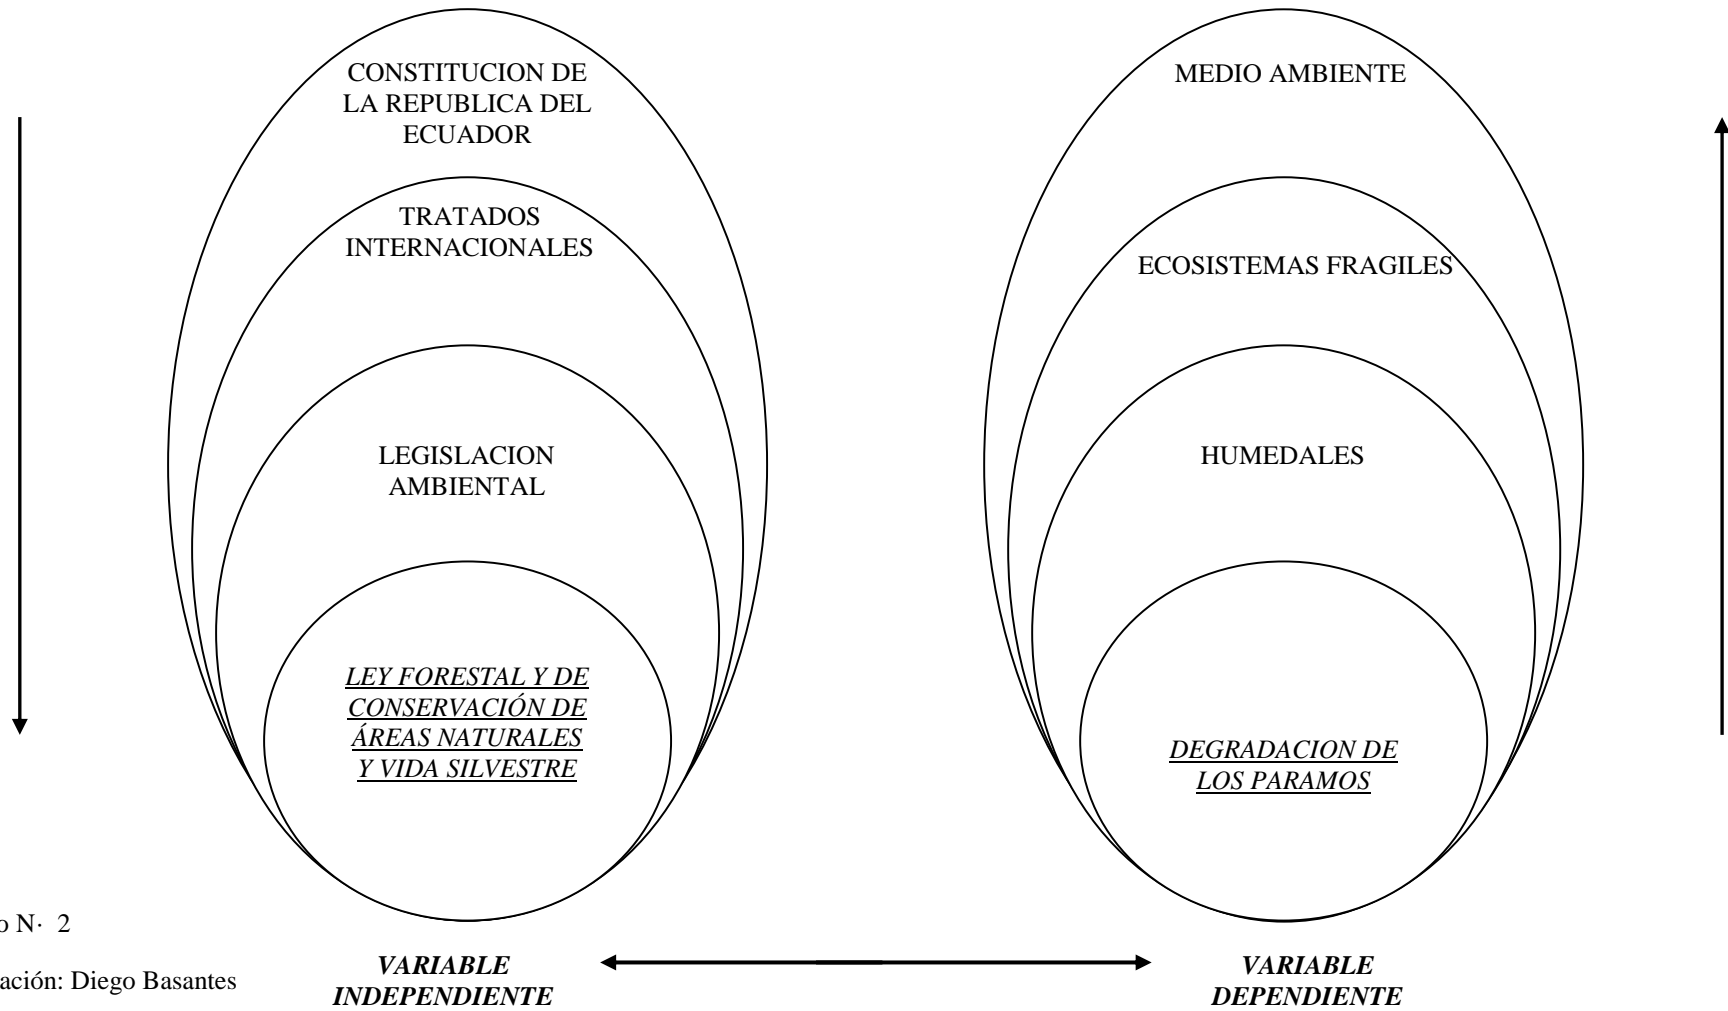 CONSTITUCION DE
LA REPUBLICA DEL
ECUADOR
TRATADOS
INTERNACIONALES
LEGISLACION
AMBIENTAL
LEY FORESTAL Y DE
CONSERVACIÓN DE
ÁREAS NATURALES
Y VIDA SILVESTRE
MEDIO AMBIENTE
ECOSISTEMAS FRAGILES
HUMEDALES
DEGRADACION DE
LOS PARAMOS
o N· 2
ación: Diego Basantes
VARIABLE
INDEPENDIENTE
VARIABLE
DEPENDIENTE